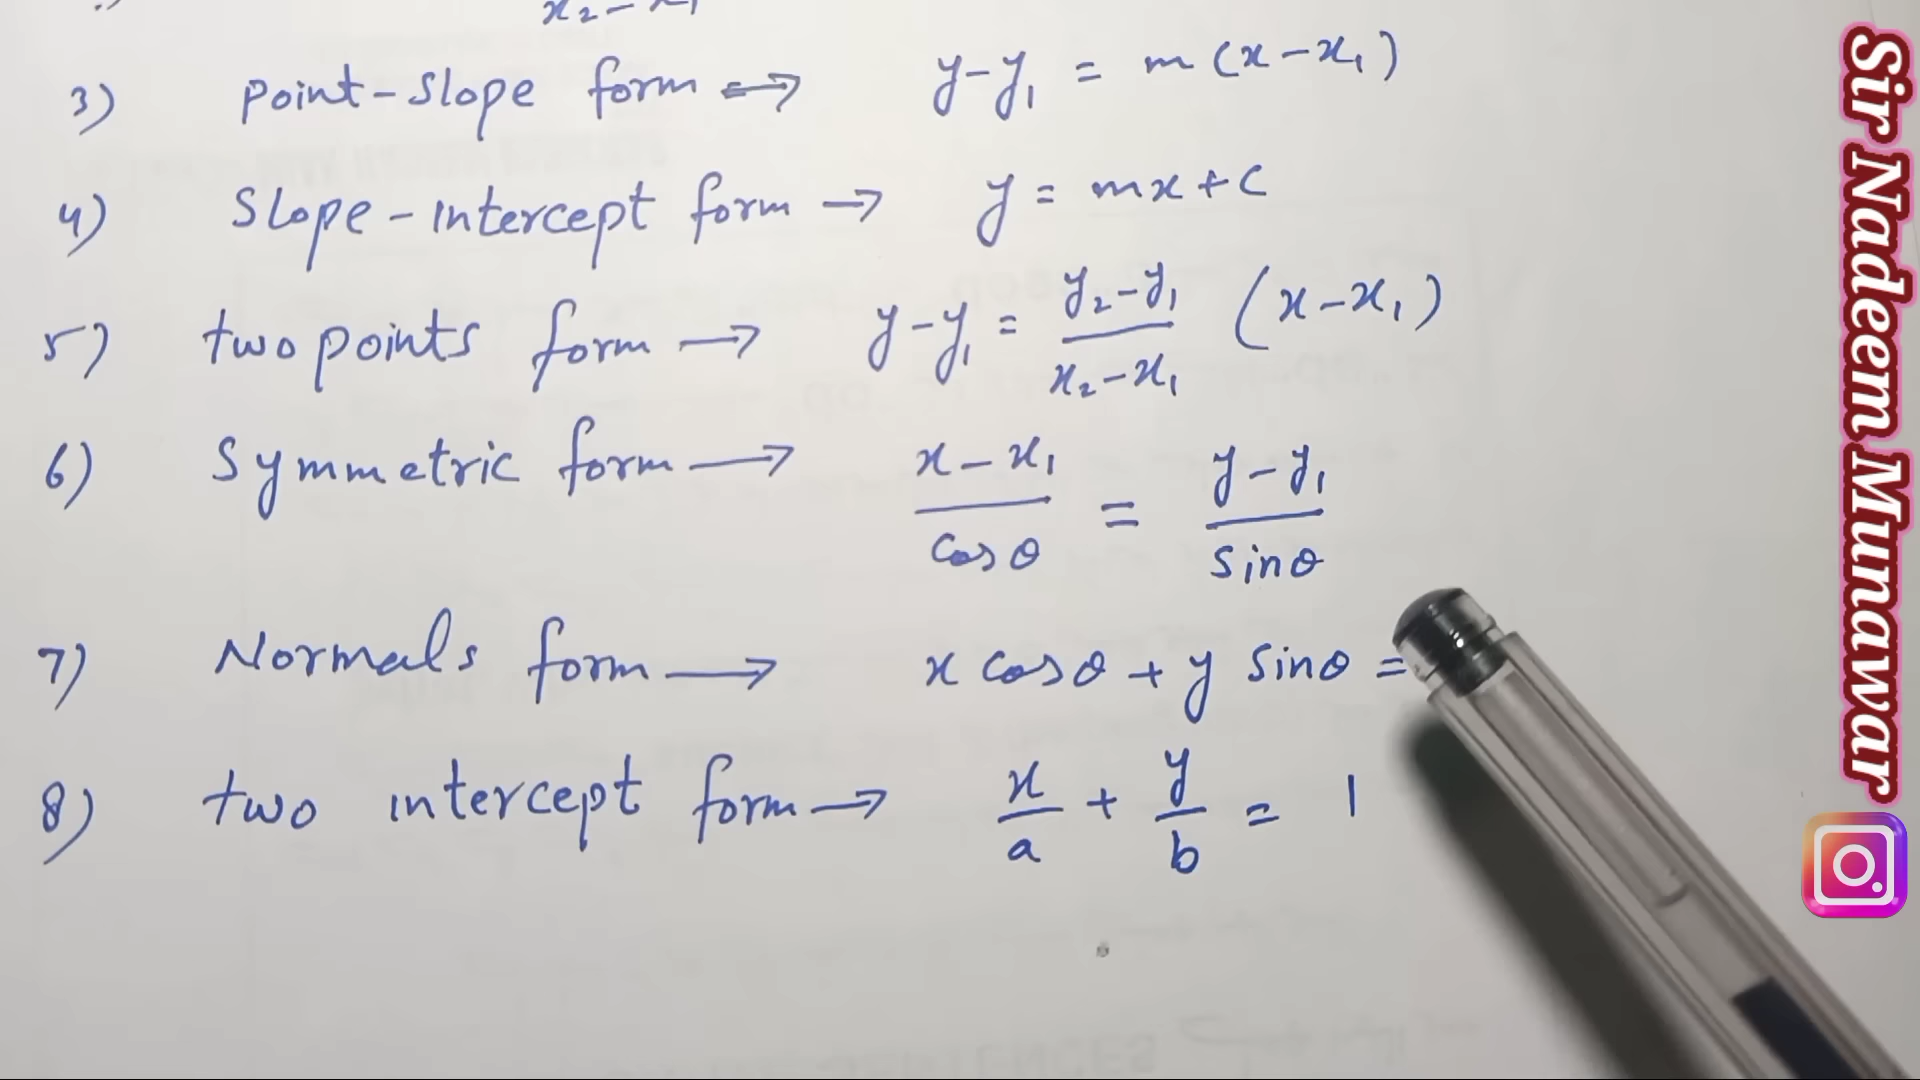 x₂ - x₁
3) Point-Slope form → y-y₁ = m(x-x₁)
4) Slope-Intercept form → y = mx+c
5) two points form → y-y₁ = y₂-y₁ / x₂-x₁ (x-x₁)
6) Symmetric form → x-x₁ / cosθ = y-y₁ / sinθ
7) Normals form → x cosθ + y sinθ =
8) two intercept form → x/a + y/b = 1
Sir Nadeem Munawar